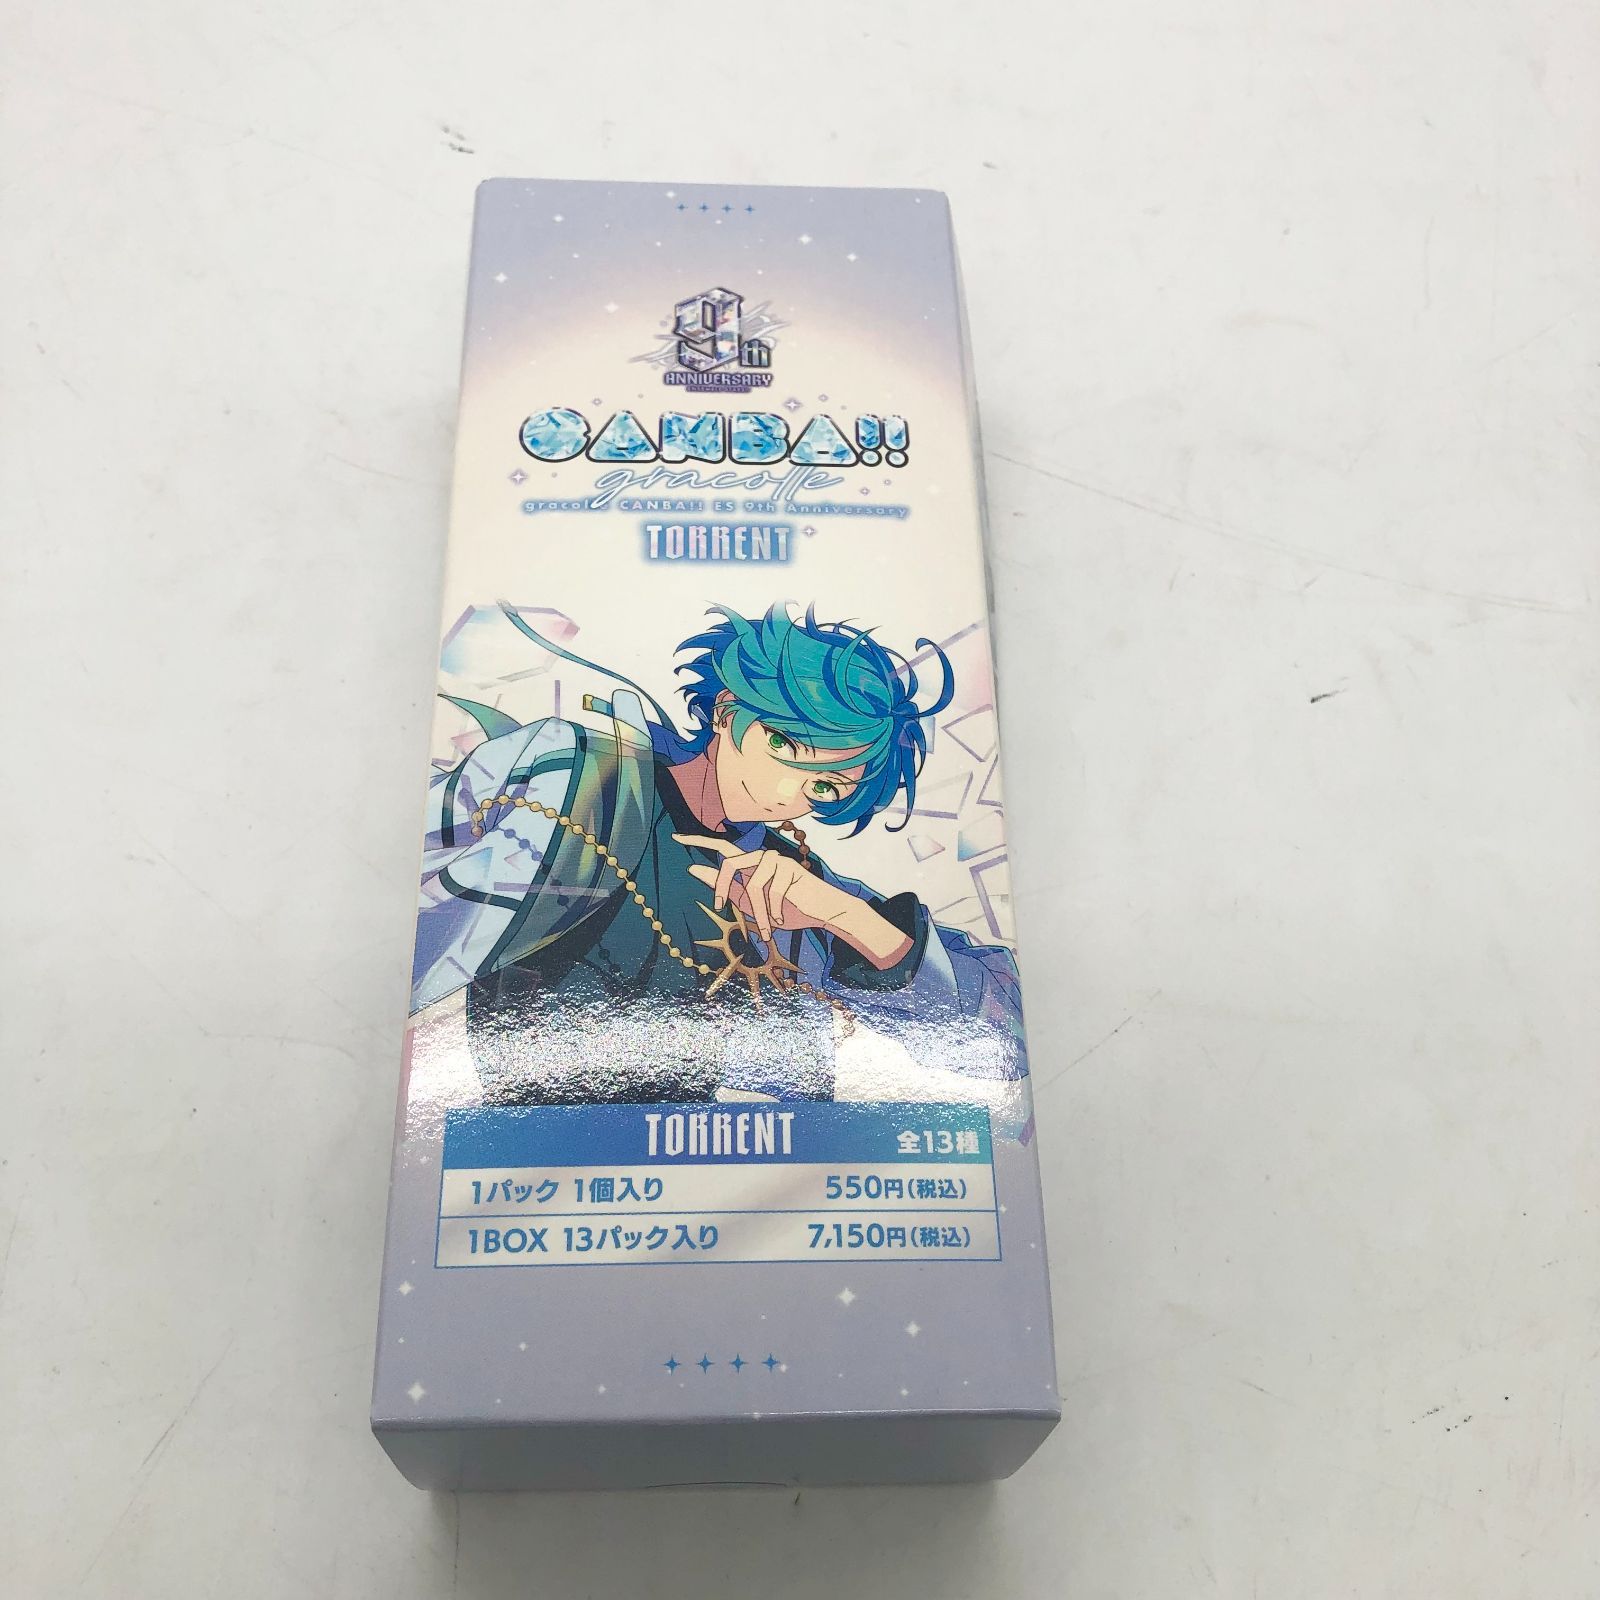 9th
ANNIVERSARY
CANBA!!
gracolle
gracolle CANBA!! ES 9th Anniversary
TORRENT
TORRENT 全13種
1パック 1個入り 550円(税込)
1BOX 13パック入り 7,150円(税込)